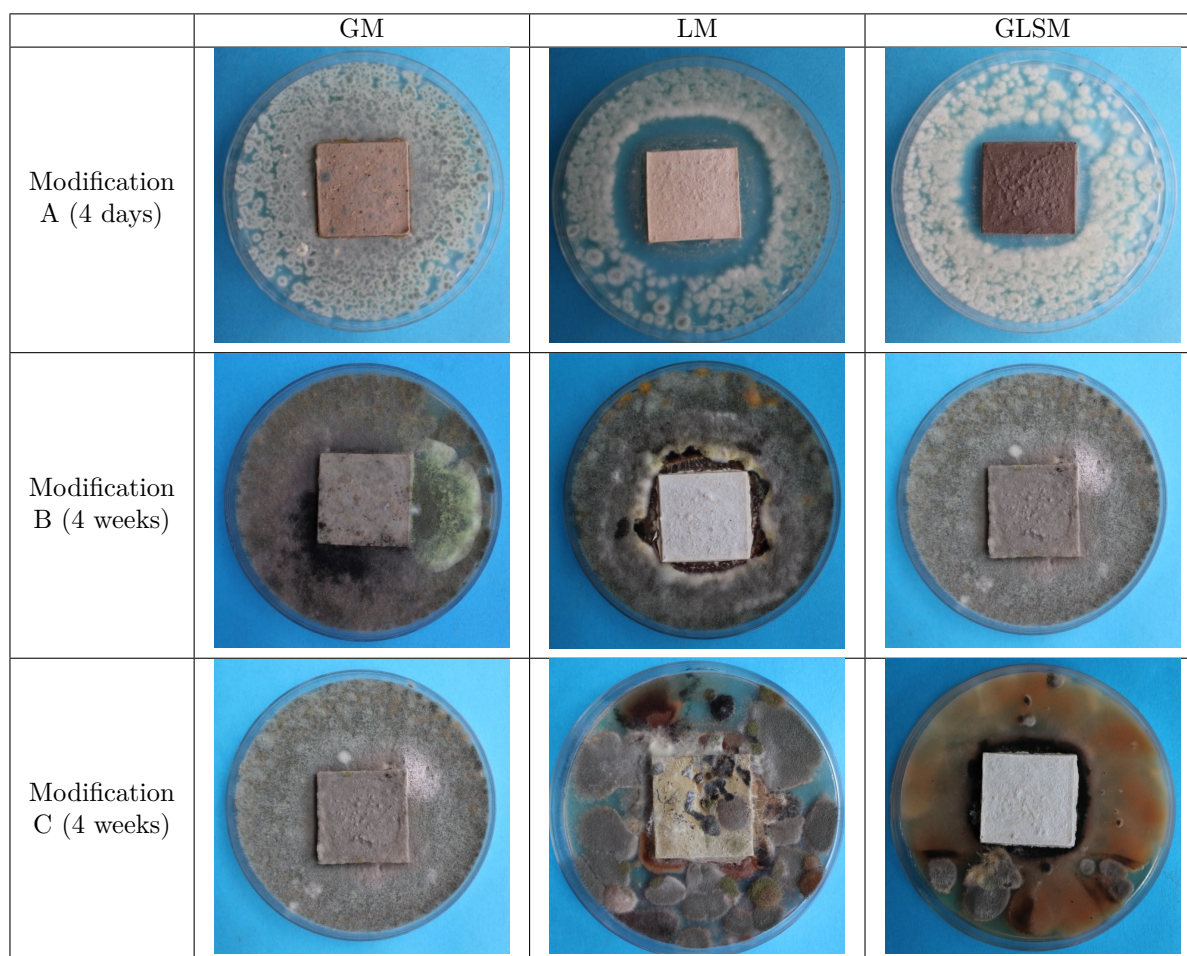 GM LM GLSM
Modification
A (4 days)
Modification
B (4 weeks)
Modification
C (4 weeks)